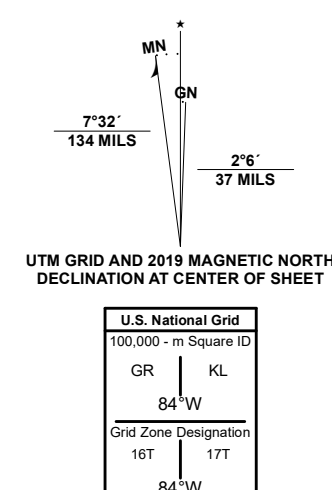 ★
MN
GN
7°32´
134 MILS
2°6´
37 MILS
UTM GRID AND 2019 MAGNETIC NORTH
DECLINATION AT CENTER OF SHEET
U.S. National Grid
100,000 - m Square ID
GR KL
84°W
Grid Zone Designation
16T 17T
84°W